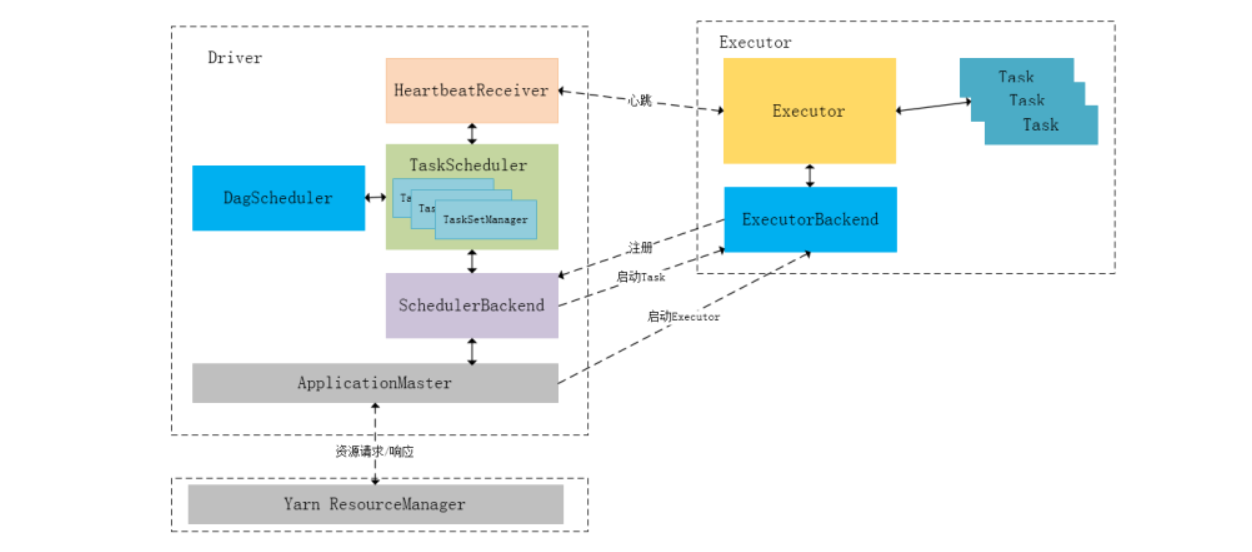 Driver
HeartbeatReceiver
TaskScheduler
DagScheduler
TaskSetManager
SchedulerBackend
ApplicationMaster
资源请求/响应
Yarn ResourceManager
心跳
注册
启动Task
启动Executor
Executor
Executor
Task
Task
Task
ExecutorBackend